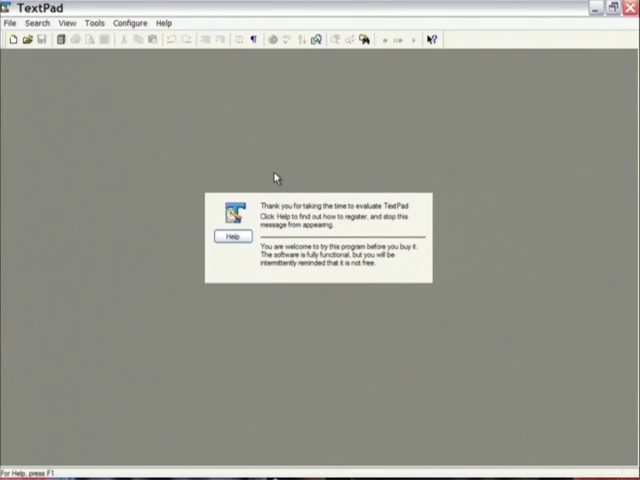 TextPad
File Search View Tools Configure Help
Thank you for taking the time to evaluate TextPad
Click Help to find out how to register, and stop this
message from appearing.
Help
You are welcome to try this program before you buy it.
The software is fully functional, but you will be
intermittently reminded that it is not free.
For Help, press F1